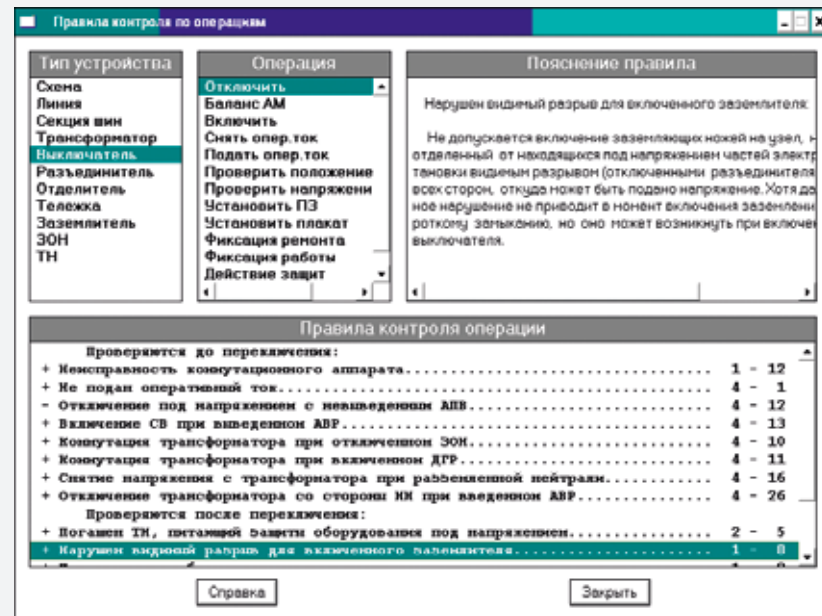 Правила контроля по операциям
Тип устройства
Схема
Линия
Секция шин
Трансформатор
Выключатель
Разъединитель
Отделитель
Тележка
Заземлитель
ЗОН
ТН
Операция
Отключить
Баланс АМ
Включить
Снять опер.ток
Подать опер.ток
Проверить положение
Проверить напряжени
Установить ПЗ
Установить плакат
Фиксация ремонта
Фиксация работы
Действие защит
Пояснение правила
Нарушен видимый разрыв для включенного заземлителя:
Не допускается включение заземляющих ножей на узел, н
отделенный от находящихся под напряжением частей электр
тановки видимым разрывом (отключенными разъединителя
всех сторон, откуда может быть подано напряжение. Хотя да
ное нарушение не приводит в момент включения заземлени
роткому замыканию, но оно может возникнуть при включен
выключателя.
Правила контроля операции
Проверяются до переключения:
+ Неисправность коммутационного аппарата................................... 1 - 12
+ Не подан оперативный ток.................................................. 4 - 1
- Отключение под напряжением с невыведенным АПВ............................. 4 - 12
+ Включение СВ при выведенном АВР........................................... 4 - 13
+ Коммутация трансформатора при отключенном ЗОН............................. 4 - 10
+ Коммутация трансформатора при включенном ДГР.............................. 4 - 11
+ Снятие напряжения с трансформатора при разземленной нейтрали.............. 4 - 16
+ Отключение трансформатора со стороны НН при введенном АВР................. 4 - 26
Проверяются после переключения:
+ Погашен ТН, питающий защиты оборудования под напряжением.................. 2 - 5
+ Нарушен видимый разрыв для включенного заземлителя........................ 1 - 8
Справка
Закрыть